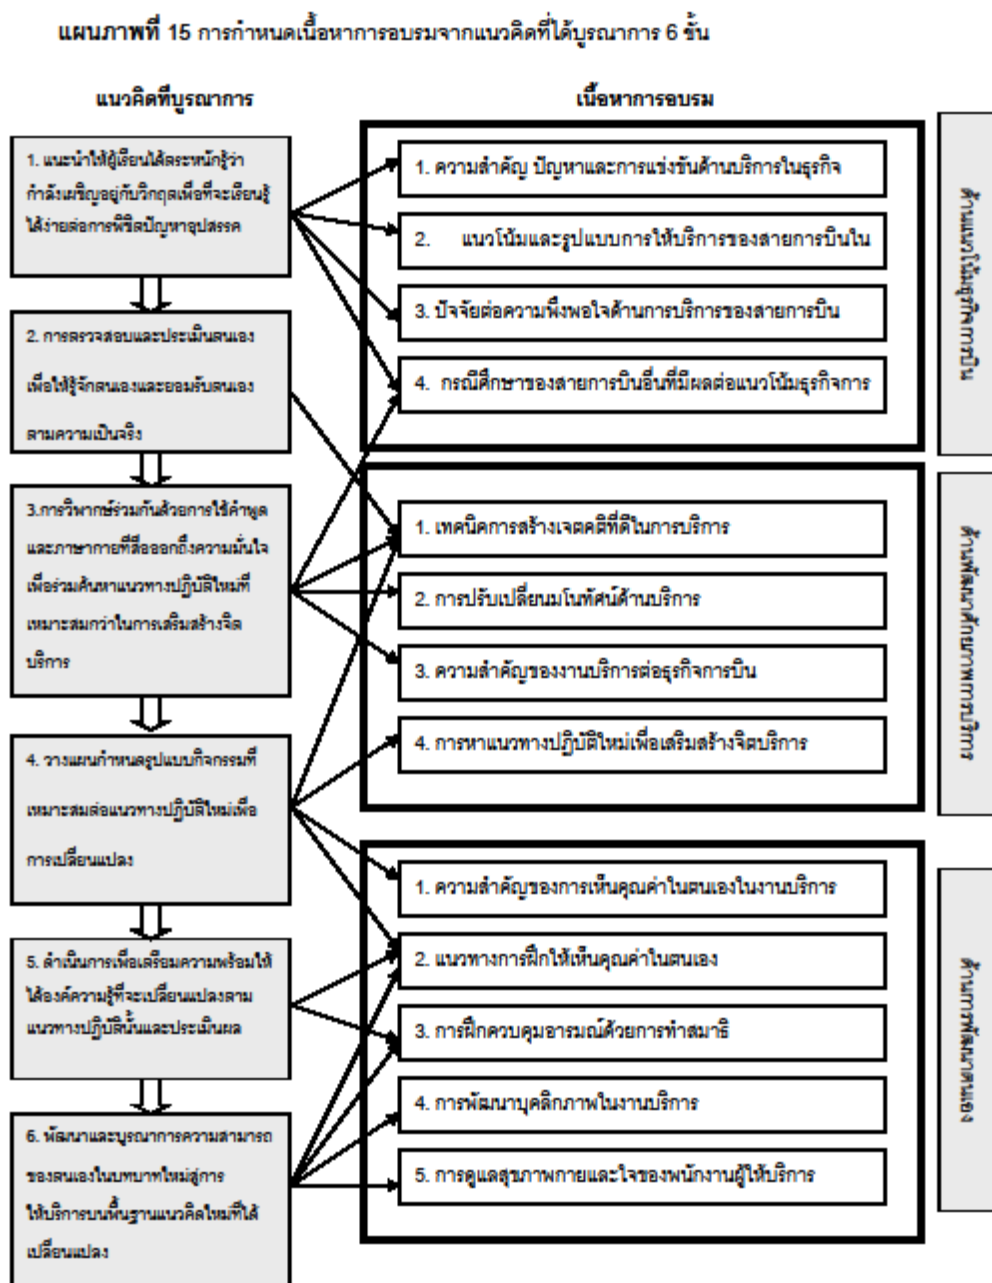 แผนภาพที่ 15 การกำหนดเนื้อหาการอบรมจากแนวคิดที่ได้บูรณาการ 6 ขั้น
แนวคิดที่บูรณาการ
เนื้อหาการอบรม
1. แนะนำให้ผู้เรียนได้ตระหนักรู้ว่า
กำลังเผชิญอยู่กับวิกฤตเพื่อที่จะเรียนรู้
ได้ง่ายต่อการพิชิตปัญหาอุปสรรค
2. การตรวจสอบและประเมินตนเอง
เพื่อให้รู้จักตนเองและยอมรับตนเอง
ตามความเป็นจริง
3.การวิพากษ์ร่วมกันด้วยการใช้คำพูด
และภาษากายที่สื่อออกถึงความมั่นใจ
เพื่อร่วมค้นหาแนวทางปฏิบัติใหม่ที่
เหมาะสมกว่าในการเสริมสร้างจิต
บริการ
4. วางแผนกำหนดรูปแบบกิจกรรมที่
เหมาะสมต่อแนวทางปฏิบัติใหม่เพื่อ
การเปลี่ยนแปลง
5. ดำเนินการเพื่อเตรียมความพร้อมให้
ได้องค์ความรู้ที่จะเปลี่ยนแปลงตาม
แนวทางปฏิบัตินั้นและประเมินผล
6. พัฒนาและบูรณาการความสามารถ
ของตนเองในบทบาทใหม่สู่การ
ให้บริการบนพื้นฐานแนวคิดใหม่ที่ได้
เปลี่ยนแปลง
1. ความสำคัญ ปัญหาและการแข่งขันด้านบริการในธุรกิจ
2. แนวโน้มและรูปแบบการให้บริการของสายการบินใน
3. ปัจจัยต่อความพึงพอใจด้านการบริการของสายการบิน
4. กรณีศึกษาของสายการบินอื่นที่มีผลต่อแนวโน้มธุรกิจการ
ด้านแนวโน้มธุรกิจการบิน
1. เทคนิคการสร้างเจตคติที่ดีในการบริการ
2. การปรับเปลี่ยนมโนทัศน์ด้านบริการ
3. ความสำคัญของงานบริการต่อธุรกิจการบิน
4. การหาแนวทางปฏิบัติใหม่เพื่อเสริมสร้างจิตบริการ
ด้านพัฒนาศักยภาพการบริการ
1. ความสำคัญของการเห็นคุณค่าในตนเองในงานบริการ
2. แนวทางการฝึกให้เห็นคุณค่าในตนเอง
3. การฝึกควบคุมอารมณ์ด้วยการทำสมาธิ
4. การพัฒนาบุคลิกภาพในงานบริการ
5. การดูแลสุขภาพกายและใจของพนักงานผู้ให้บริการ
ด้านการพัฒนาตนเอง